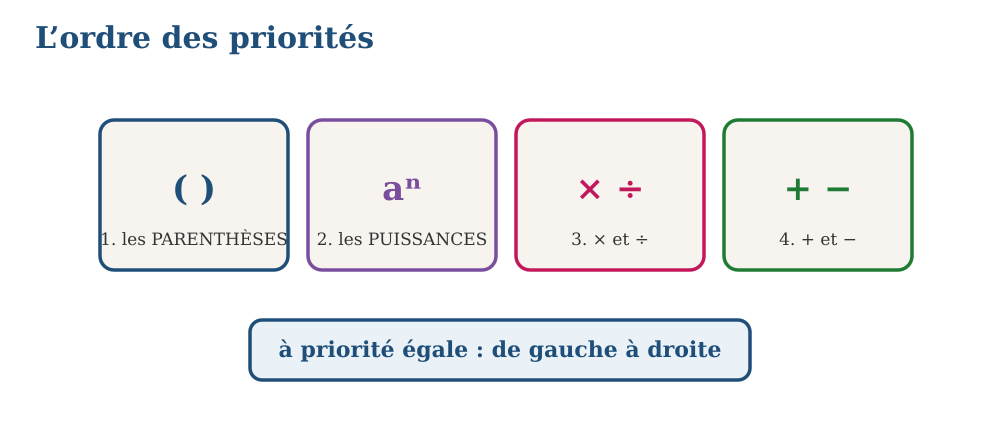 L’ordre des priorités
( )
aⁿ
× ÷
+ −
1. les PARENTHÈSES
2. les PUISSANCES
3. × et ÷
4. + et −
à priorité égale : de gauche à droite